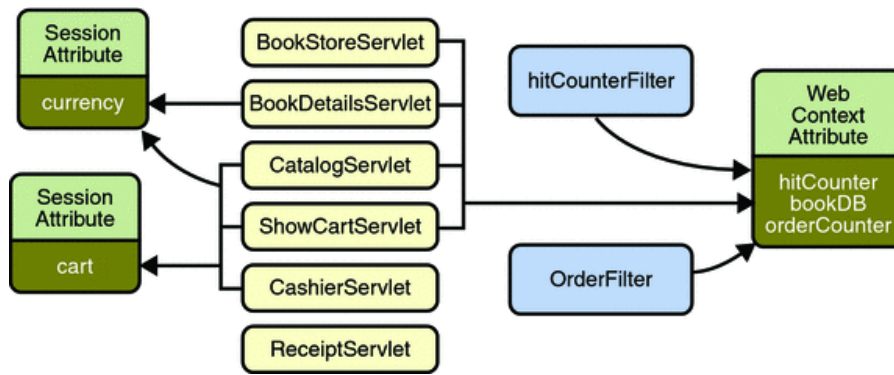 Session
Attribute
currency
Session
Attribute
cart
BookStoreServlet
BookDetailsServlet
CatalogServlet
ShowCartServlet
CashierServlet
ReceiptServlet
hitCounterFilter
OrderFilter
Web
Context
Attribute
hitCounter
bookDB
orderCounter